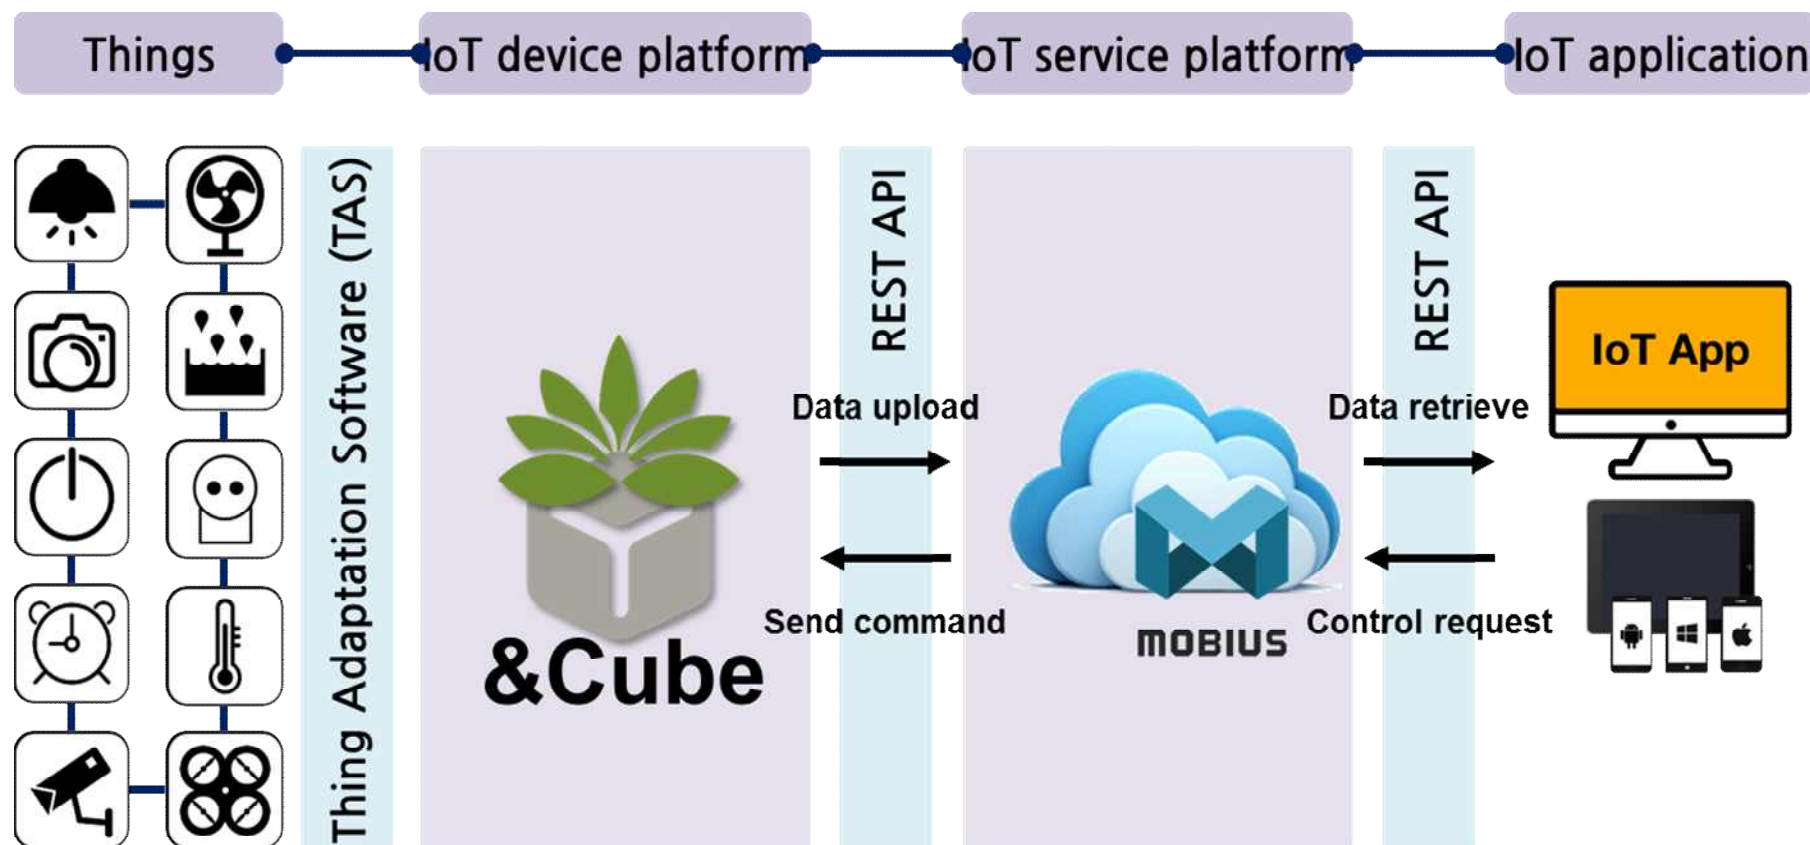 Things
IoT device platform
IoT service platform
IoT application
Thing Adaptation Software (TAS)
&Cube
REST API
Data upload
Send command
MOBIUS
REST API
Data retrieve
Control request
IoT App